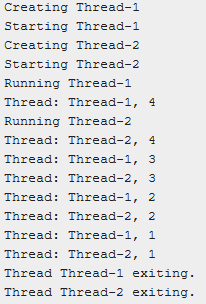 Creating Thread-1
Starting Thread-1
Creating Thread-2
Starting Thread-2
Running Thread-1
Thread: Thread-1, 4
Running Thread-2
Thread: Thread-2, 4
Thread: Thread-1, 3
Thread: Thread-2, 3
Thread: Thread-1, 2
Thread: Thread-2, 2
Thread: Thread-1, 1
Thread: Thread-2, 1
Thread Thread-1 exiting.
Thread Thread-2 exiting.